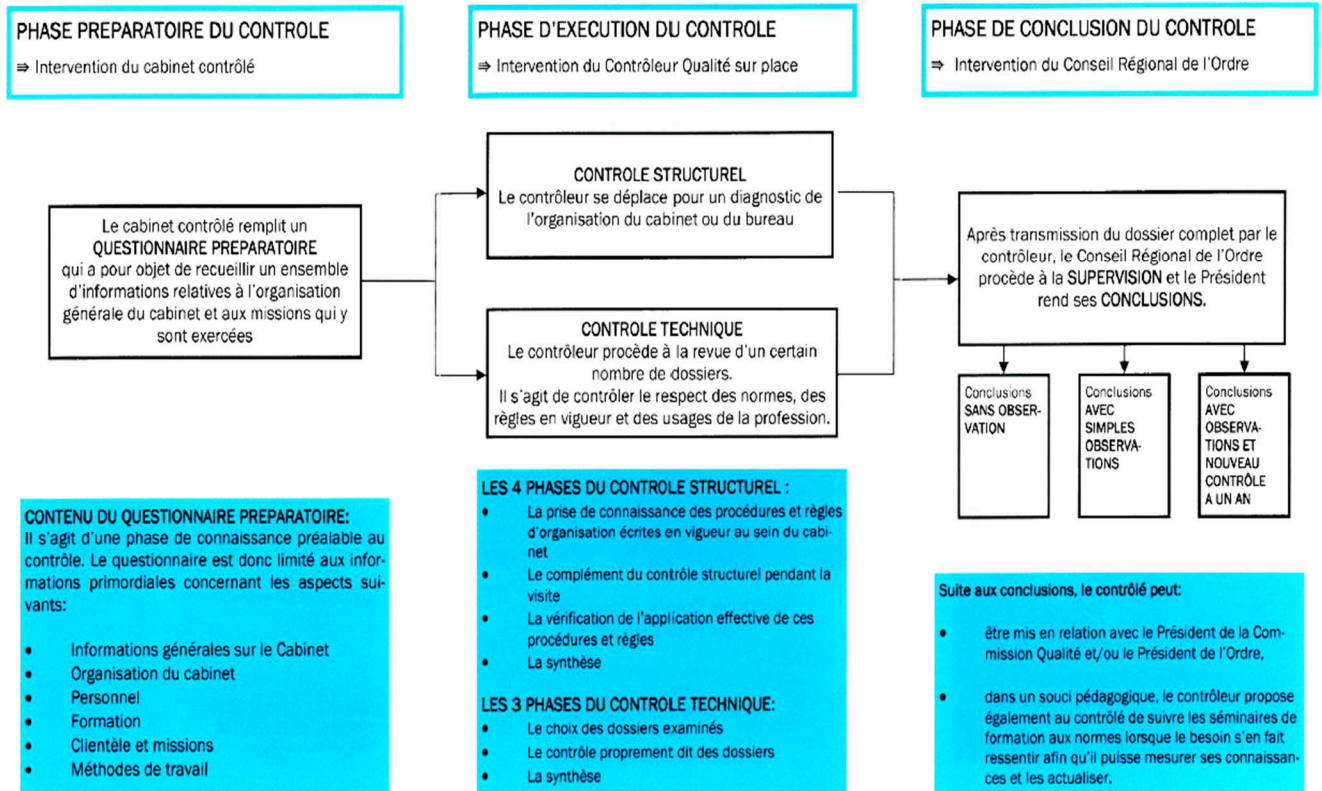 PHASE PREPARATOIRE DU CONTROLE
⇛ Intervention du cabinet contrôlé
PHASE D'EXECUTION DU CONTROLE
⇛ Intervention du Contrôleur Qualité sur place
PHASE DE CONCLUSION DU CONTROLE
⇛ Intervention du Conseil Régional de l'Ordre
Le cabinet contrôlé remplit un
QUESTIONNAIRE PREPARATOIRE
qui a pour objet de recueillir un ensemble
d'informations relatives à l'organisation
générale du cabinet et aux missions qui y
sont exercées
CONTROLE STRUCTUREL
Le contrôleur se déplace pour un diagnostic de
l'organisation du cabinet ou du bureau
CONTROLE TECHNIQUE
Le contrôleur procède à la revue d'un certain
nombre de dossiers.
Il s'agit de contrôler le respect des normes, des
règles en vigueur et des usages de la profession.
Après transmission du dossier complet par le
contrôleur, le Conseil Régional de l'Ordre
procède à la SUPERVISION et le Président
rend ses CONCLUSIONS.
Conclusions
SANS OBSER-
VATION
Conclusions
AVEC
SIMPLES
OBSERVA-
TIONS
Conclusions
AVEC
OBSERVA-
TIONS ET
NOUVEAU
CONTRÔLE
A UN AN
CONTENU DU QUESTIONNAIRE PREPARATOIRE:
Il s'agit d'une phase de connaissance préalable au
contrôle. Le questionnaire est donc limité aux infor-
mations primordiales concernant les aspects sui-
vants:
• Informations générales sur le Cabinet
• Organisation du cabinet
• Personnel
• Formation
• Clientèle et missions
• Méthodes de travail
LES 4 PHASES DU CONTROLE STRUCTUREL :
• La prise de connaissance des procédures et règles
d'organisation écrites en vigueur au sein du cabi-
net
• Le complément du contrôle structurel pendant la
visite
• La vérification de l'application effective de ces
procédures et règles
• La synthèse
LES 3 PHASES DU CONTROLE TECHNIQUE:
• Le choix des dossiers examinés
• Le contrôle proprement dit des dossiers
• La synthèse
Suite aux conclusions, le contrôlé peut:
• être mis en relation avec le Président de la Com-
mission Qualité et/ou le Président de l'Ordre,
• dans un souci pédagogique, le contrôleur propose
également au contrôlé de suivre les séminaires de
formation aux normes lorsque le besoin s'en fait
ressentir afin qu'il puisse mesurer ses connaissan-
ces et les actualiser.